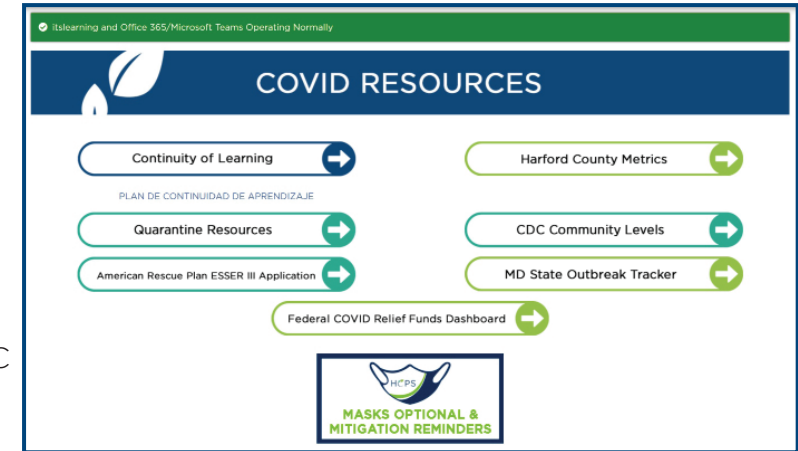 itslearning and Office 365/Microsoft Teams Operating Normally
COVID RESOURCES
Continuity of Learning
Harford County Metrics
PLAN DE CONTINUIDAD DE APRENDIZAJE
Quarantine Resources
CDC Community Levels
American Rescue Plan ESSER III Application
MD State Outbreak Tracker
Federal COVID Relief Funds Dashboard
C
HCPS
MASKS OPTIONAL &
MITIGATION REMINDERS